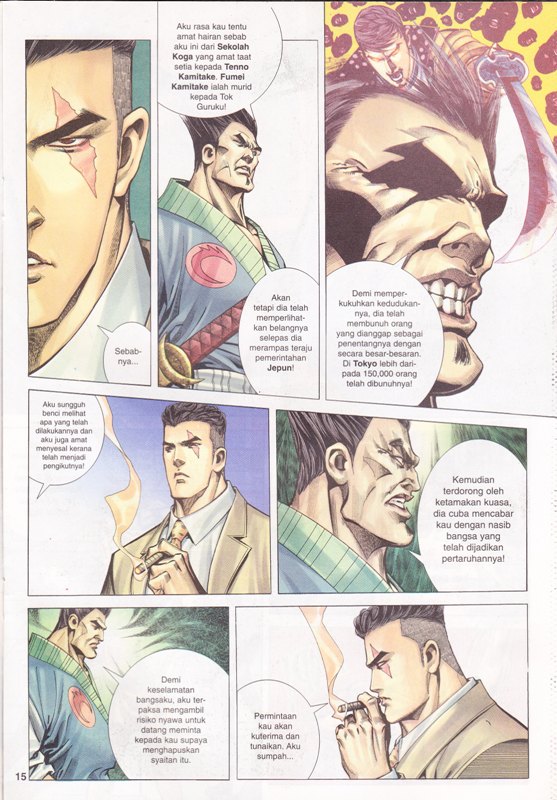 Aku rasa kau tentu
amat hairan sebab
aku ini dari Sekolah
Koga yang amat taat
setia kepada Tenno
Kamitake. Fumei
Kamitake ialah murid
kepada Tok
Guruku!
Sebab-
nya...
Akan
tetapi dia telah
memperlihat-
kan belangnya
selepas dia
merampas teraju
pemerintahan
Jepun!
Demi memper-
kukuhkan keduduka-
nnya, dia telah
membunuh orang
yang dianggap sebagai
penentangnya dengan
secara besar-besaran.
Di Tokyo lebih dari-
pada 150,000 orang
telah dibunuhnya!
Aku sungguh
benci melihat
apa yang telah
dilakukannya dan
aku juga amat
menyesal kerana
telah menjadi
pengikutnya!
Kemudian
terdorong oleh
ketamakan kuasa,
dia cuba mencabar
kau dengan nasib
bangsa yang
telah dijadikan
pertaruhannya!
Demi
keselamatan
bangsaku, aku ter-
paksa mengambil
risiko nyawa untuk
datang meminta
kepada kau supaya
menghapuskan
syaitan itu.
Permintaan
kau akan
kuterima dan
tunaikan. Aku
sumpah...
15